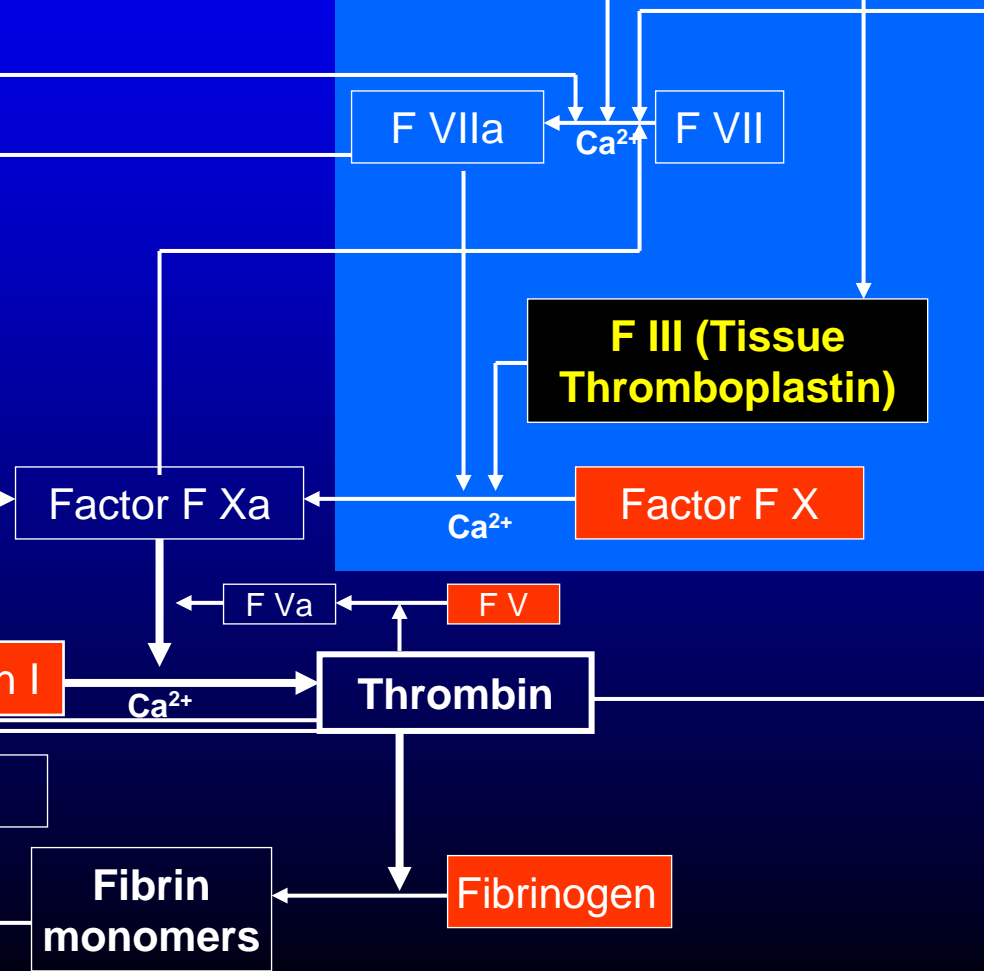 F VIIa
F VII
Ca²⁺
F III (Tissue
Thromboplastin)
Factor F Xa
Factor F X
Ca²⁺
F Va
F V
n I
Thrombin
Ca²⁺
Fibrin
monomers
Fibrinogen